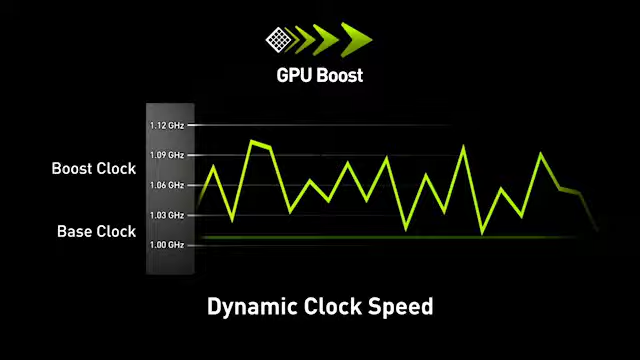 GPU Boost
1.12 GHz
1.09 GHz
Boost Clock
1.06 GHz
1.03 GHz
Base Clock
1.00 GHz
Dynamic Clock Speed